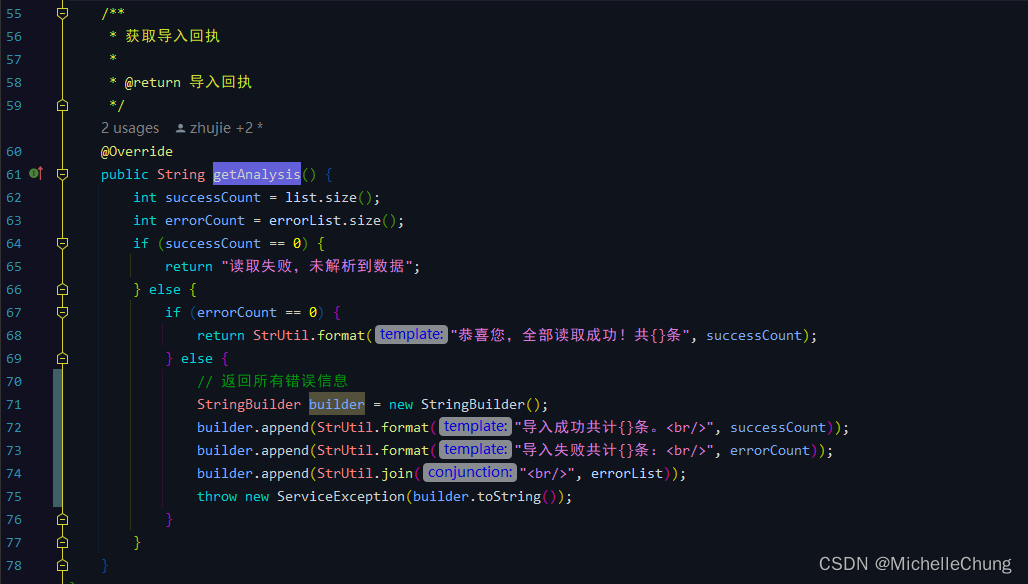 55 /**
56 * 获取导入回执
57 *
58 * @return 导入回执
59 */
2 usages zhujie +2 *
60 @Override
61 public String getAnalysis() {
62 int successCount = list.size();
63 int errorCount = errorList.size();
64 if (successCount == 0) {
65 return "读取失败，未解析到数据";
66 } else {
67 if (errorCount == 0) {
68 return StrUtil.format( template: "恭喜您，全部读取成功！共{}条", successCount);
69 } else {
70 // 返回所有错误信息
71 StringBuilder builder = new StringBuilder();
72 builder.append(StrUtil.format( template: "导入成功共计{}条。<br/>", successCount));
73 builder.append(StrUtil.format( template: "导入失败共计{}条：<br/>", errorCount));
74 builder.append(StrUtil.join( conjunction: "<br/>", errorList));
75 throw new ServiceException(builder.toString());
76 }
77 }
78 }
CSDN @MichelleChung